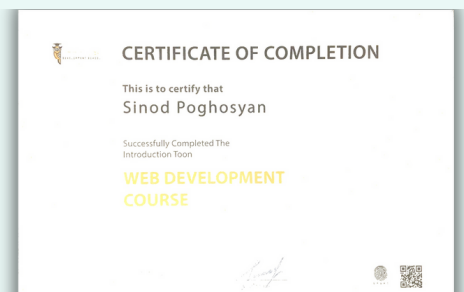 CERTIFICATE OF COMPLETION
This is to certify that
Sinod Poghosyan
Successfully Completed The
Introduction Toon
WEB DEVELOPMENT
COURSE